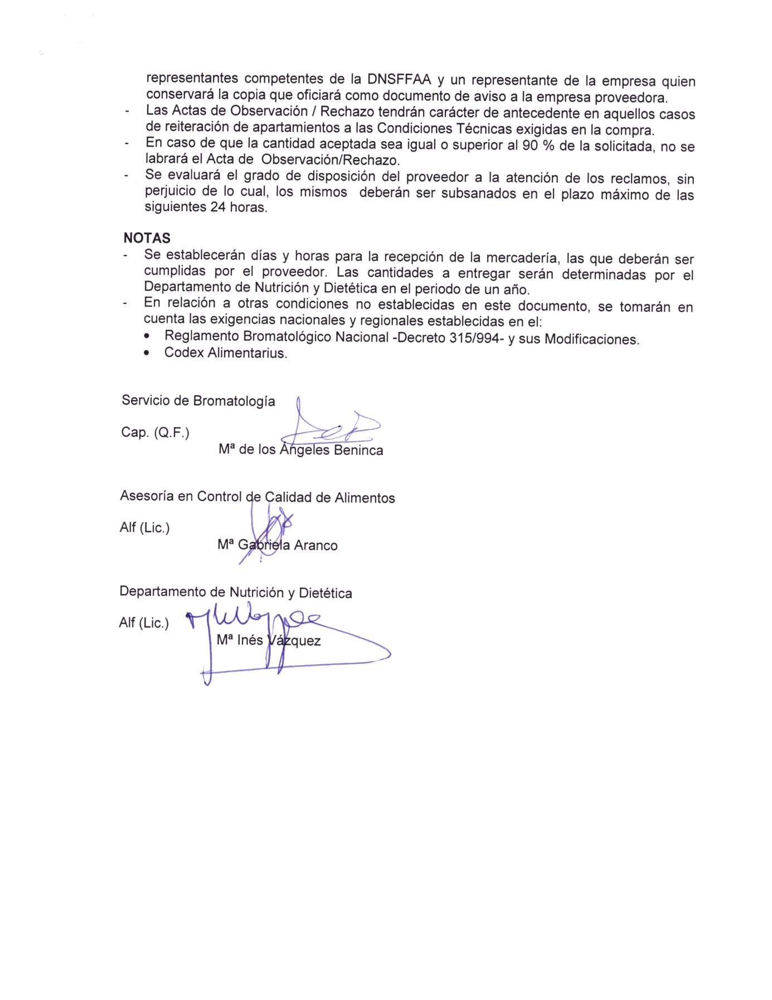 representantes competentes de la DNSFFAA y un representante de la empresa quien
conservará la copia que oficiará como documento de aviso a la empresa proveedora.
- Las Actas de Observación / Rechazo tendrán carácter de antecedente en aquellos casos
de reiteración de apartamientos a las Condiciones Técnicas exigidas en la compra.
- En caso de que la cantidad aceptada sea igual o superior al 90 % de la solicitada, no se
labrará el Acta de Observación/Rechazo.
- Se evaluará el grado de disposición del proveedor a la atención de los reclamos, sin
perjuicio de lo cual, los mismos deberán ser subsanados en el plazo máximo de las
siguientes 24 horas.
NOTAS
- Se establecerán días y horas para la recepción de la mercadería, las que deberán ser
cumplidas por el proveedor. Las cantidades a entregar serán determinadas por el
Departamento de Nutrición y Dietética en el periodo de un año.
- En relación a otras condiciones no establecidas en este documento, se tomarán en
cuenta las exigencias nacionales y regionales establecidas en el:
• Reglamento Bromatológico Nacional -Decreto 315/994- y sus Modificaciones.
• Codex Alimentarius.
Servicio de Bromatología
Cap. (Q.F.)
Mª de los Ángeles Beninca
Asesoría en Control de Calidad de Alimentos
Alf (Lic.)
Mª Gabriela Aranco
Departamento de Nutrición y Dietética
Alf (Lic.)
Mª Inés Vázquez